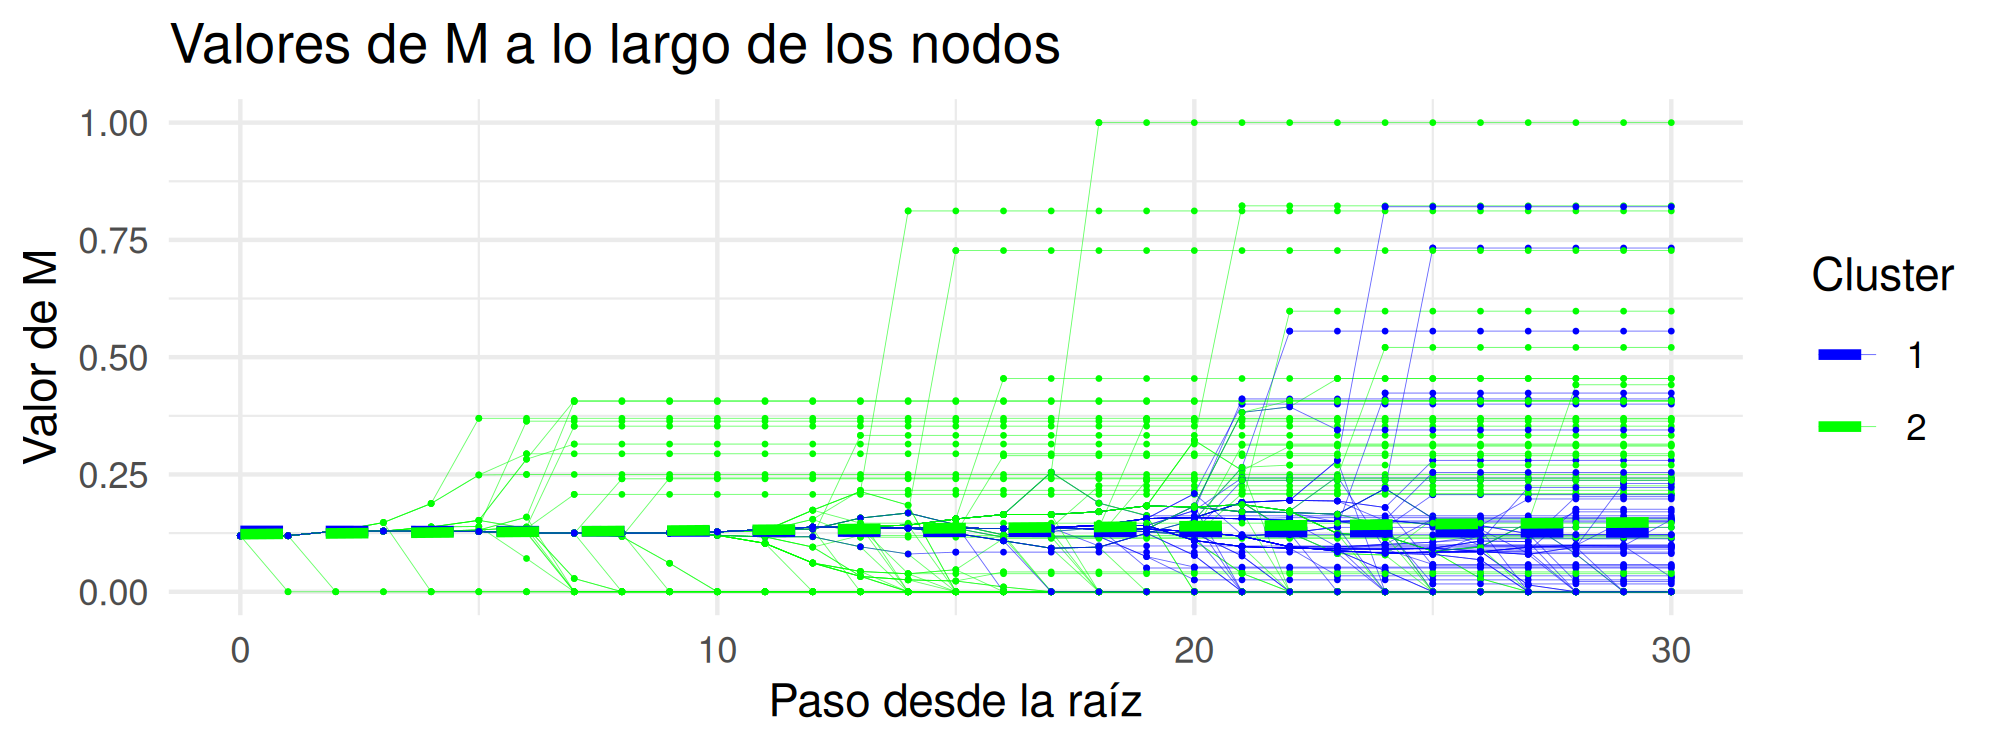 Valores de M a lo largo de los nodos
Valor de M
1.00
0.75
0.50
0.25
0.00
0 10 20 30
Paso desde la raíz
Cluster
1
2